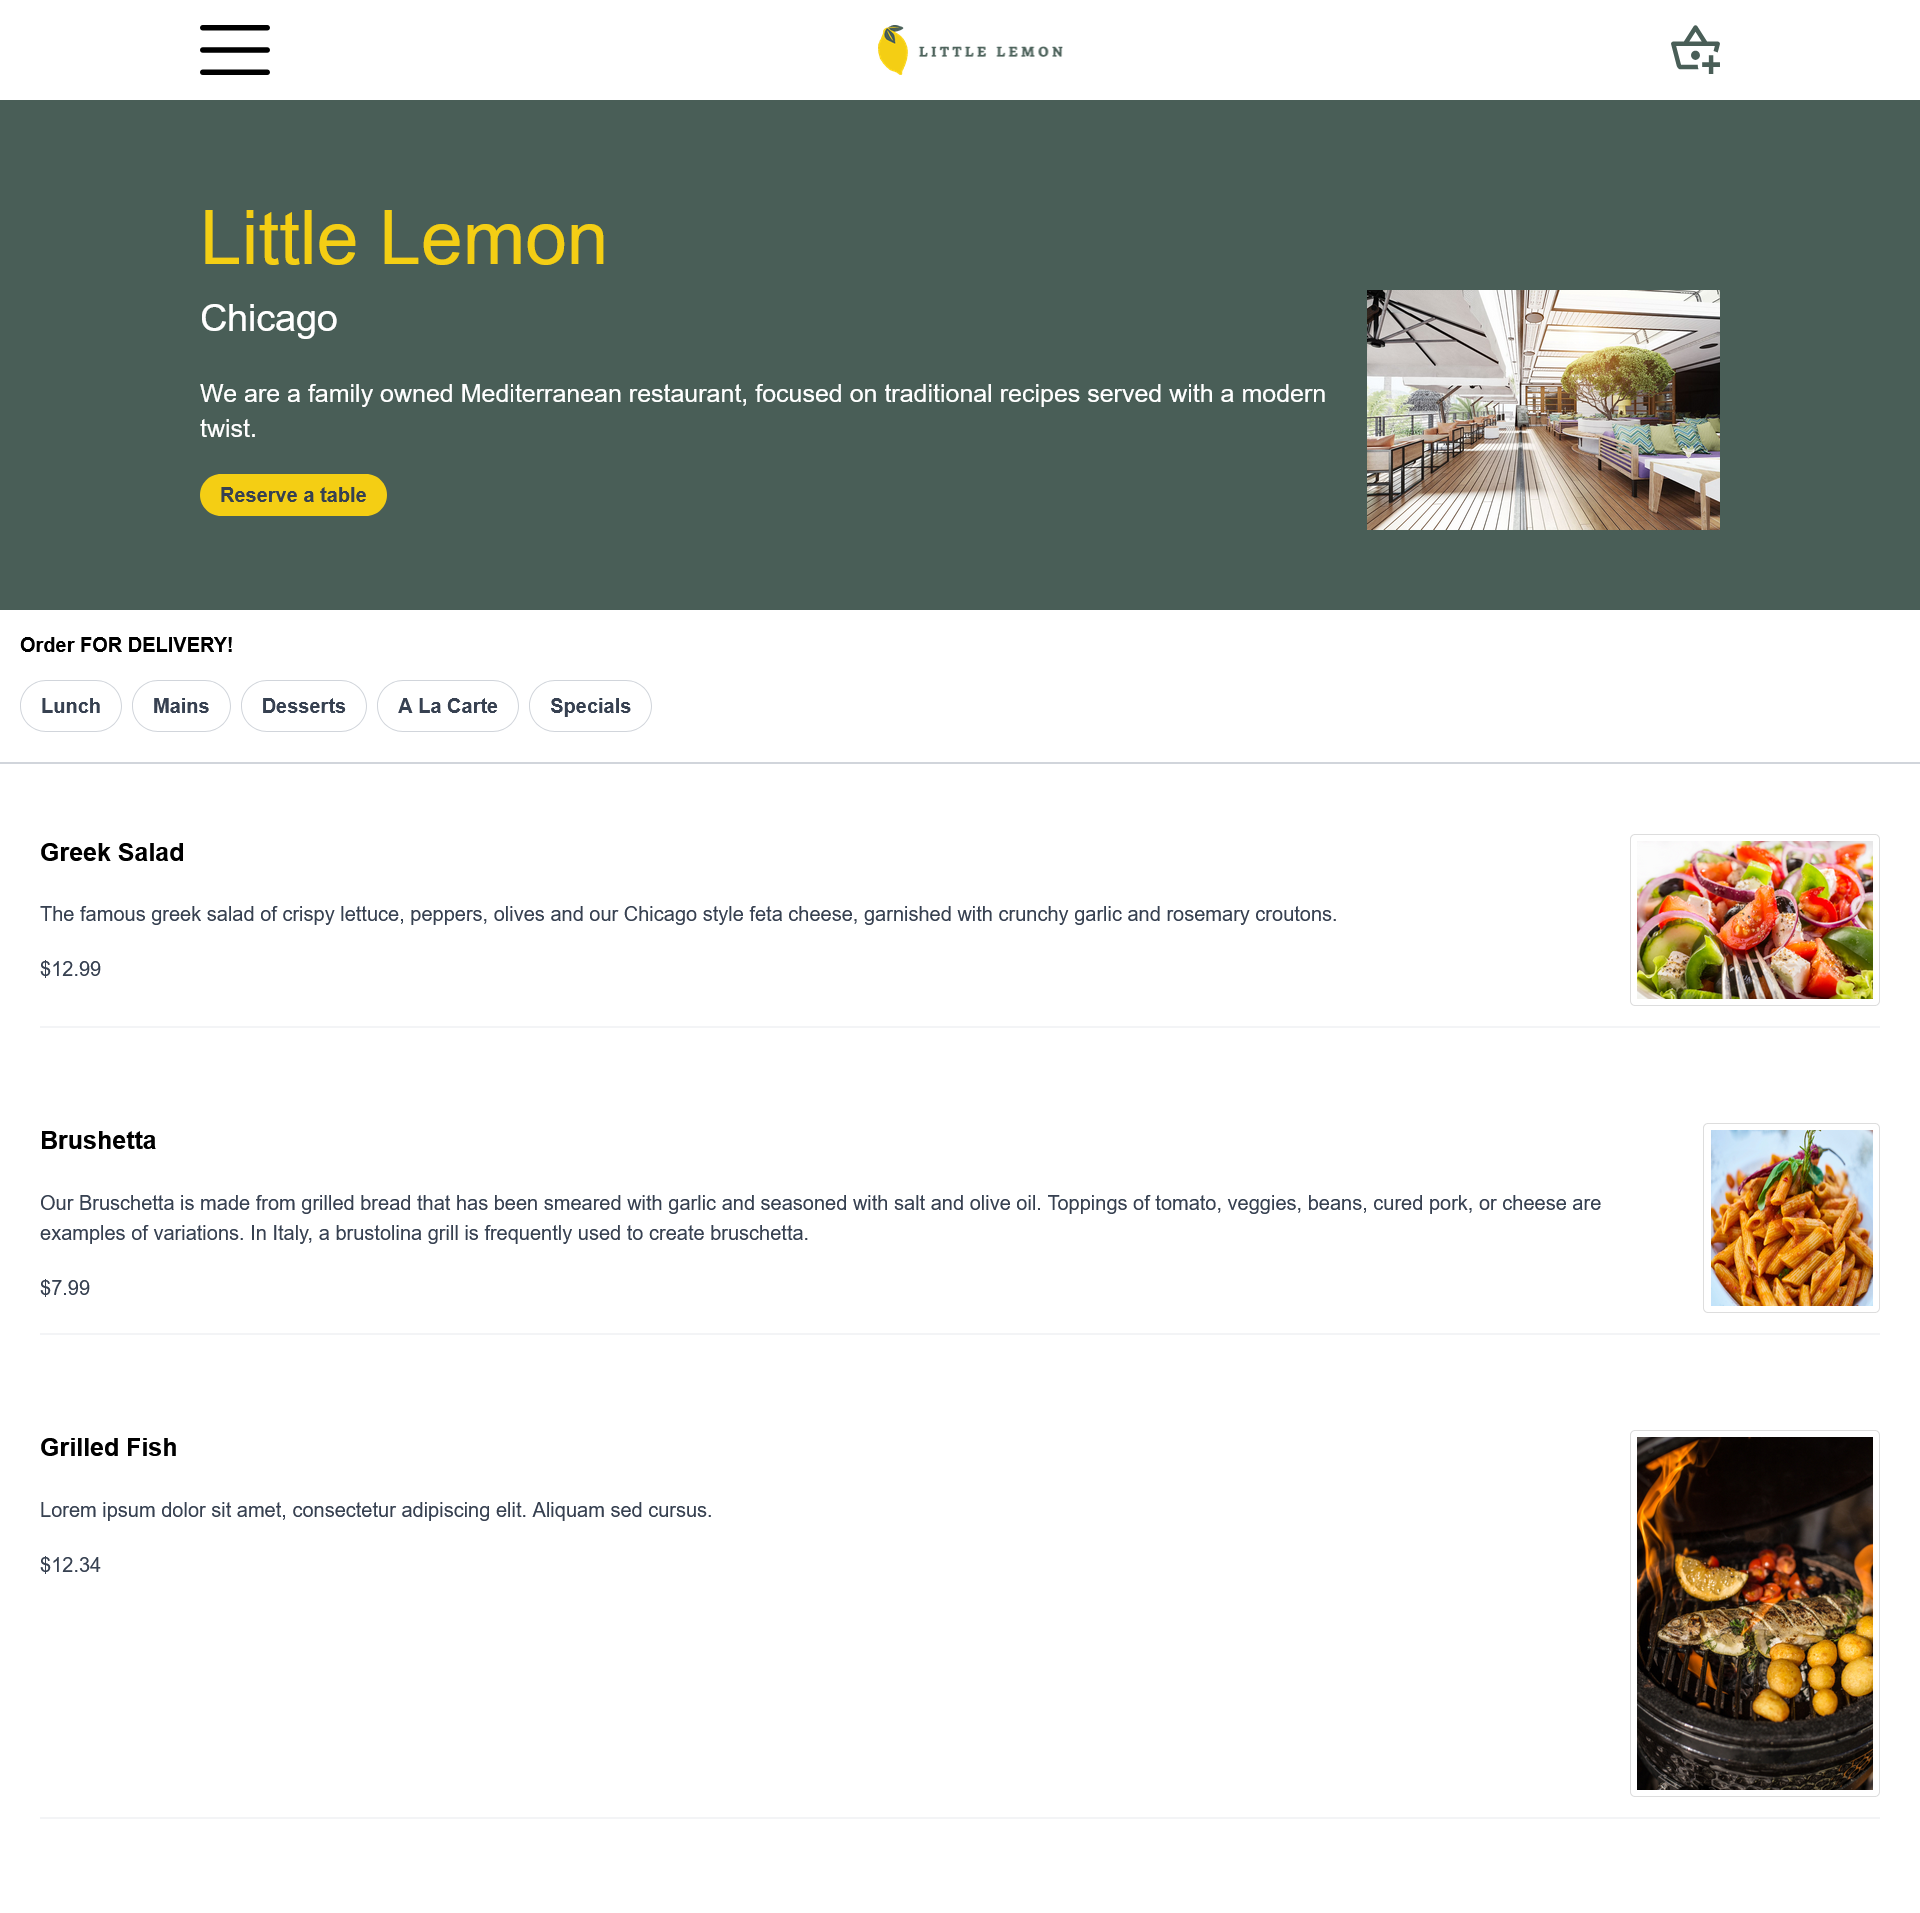 LITTLE LEMON
Little Lemon
Chicago
We are a family owned Mediterranean restaurant, focused on traditional recipes served with a modern
twist.
Reserve a table
Order FOR DELIVERY!
Lunch
Mains
Desserts
A La Carte
Specials
Greek Salad
The famous greek salad of crispy lettuce, peppers, olives and our Chicago style feta cheese, garnished with crunchy garlic and rosemary croutons.
$12.99
Brushetta
Our Bruschetta is made from grilled bread that has been smeared with garlic and seasoned with salt and olive oil. Toppings of tomato, veggies, beans, cured pork, or cheese are
examples of variations. In Italy, a brustolina grill is frequently used to create bruschetta.
$7.99
Grilled Fish
Lorem ipsum dolor sit amet, consectetur adipiscing elit. Aliquam sed cursus.
$12.34